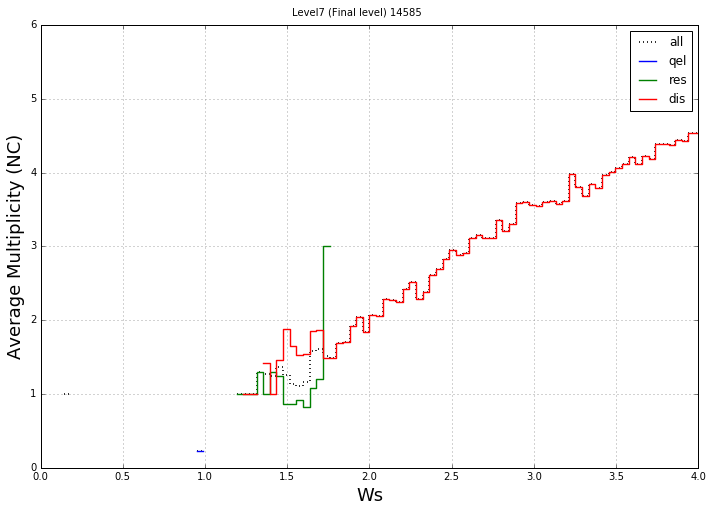 Level7 (Final level) 14585
6
5
4
3
2
1
0
Average Multiplicity (NC)
all
qel
res
dis
0.0 0.5 1.0 1.5 2.0 2.5 3.0 3.5 4.0
Ws